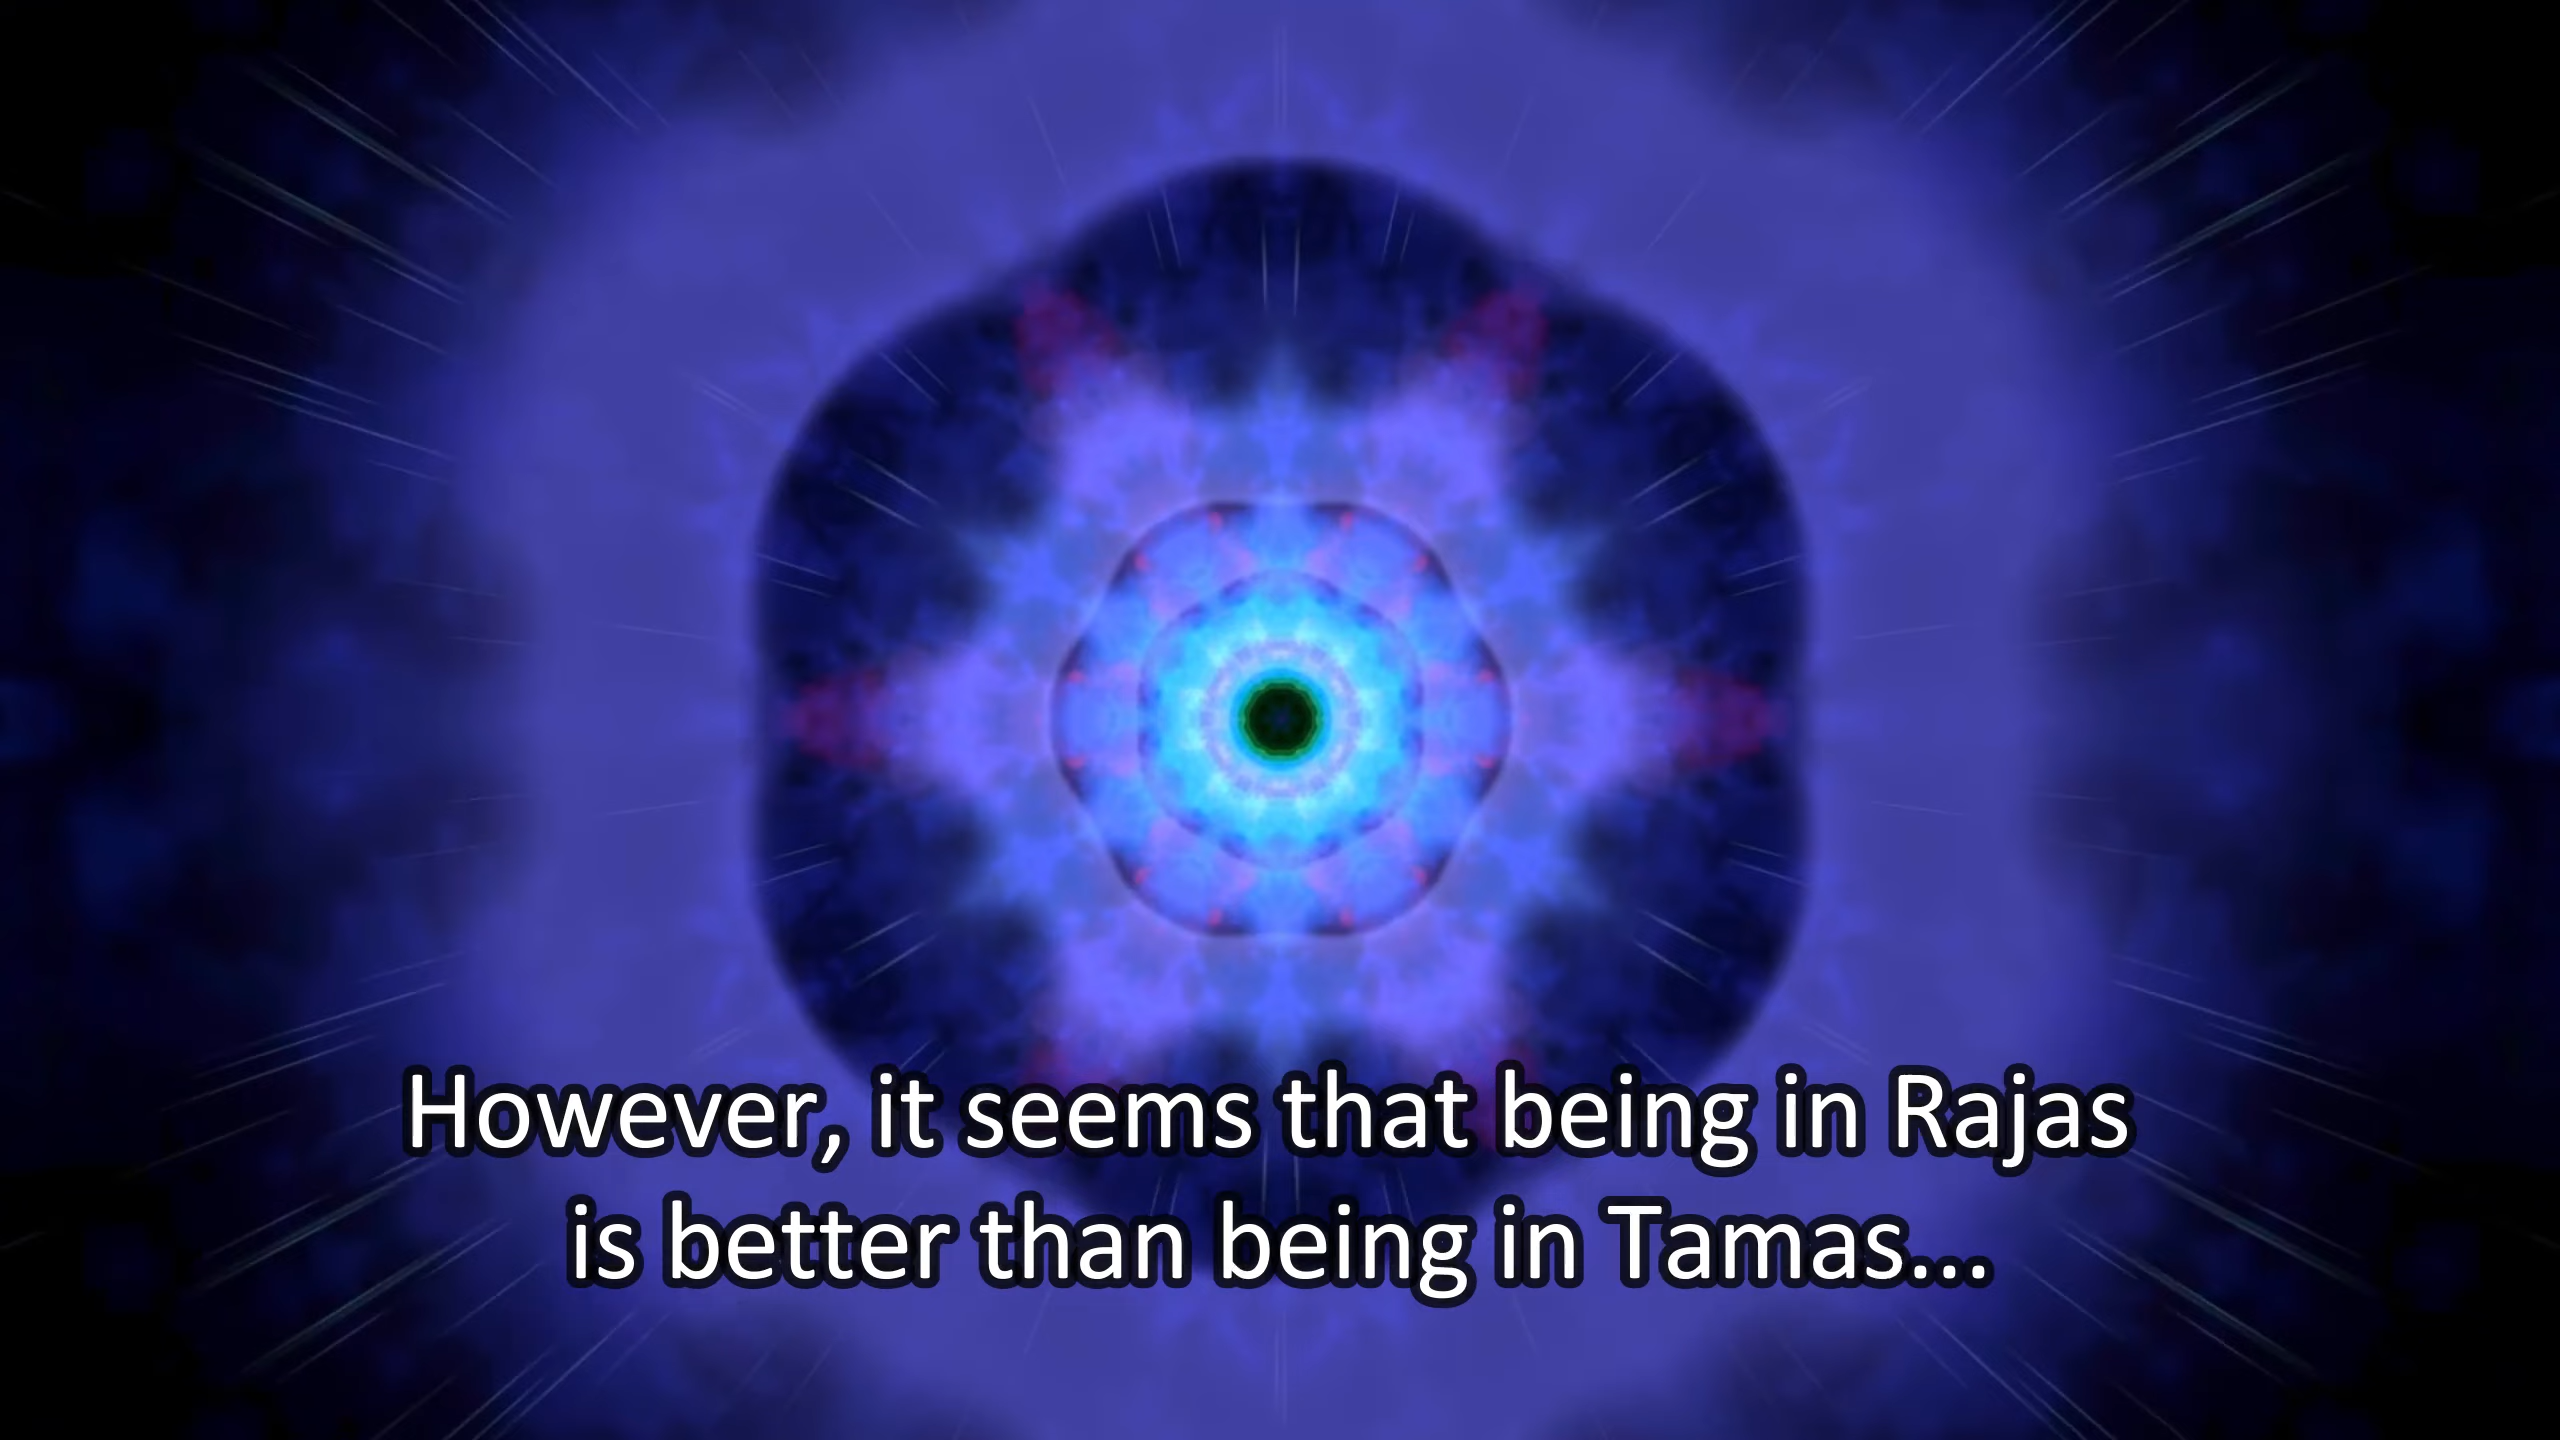 However, it seems that being in Rajas
is better than being in Tamas...